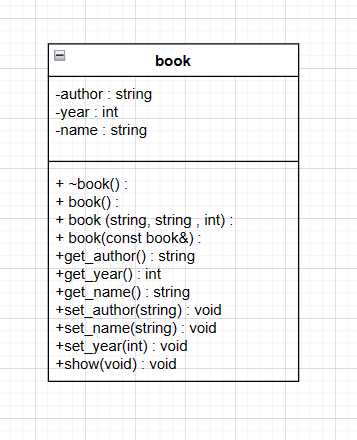 book
-author : string
-year : int
-name : string
+ ~book() :
+ book() :
+ book (string, string , int) :
+ book(const book&) :
+get_author() : string
+get_year() : int
+get_name() : string
+set_author(string) : void
+set_name(string) : void
+set_year(int) : void
+show(void) : void